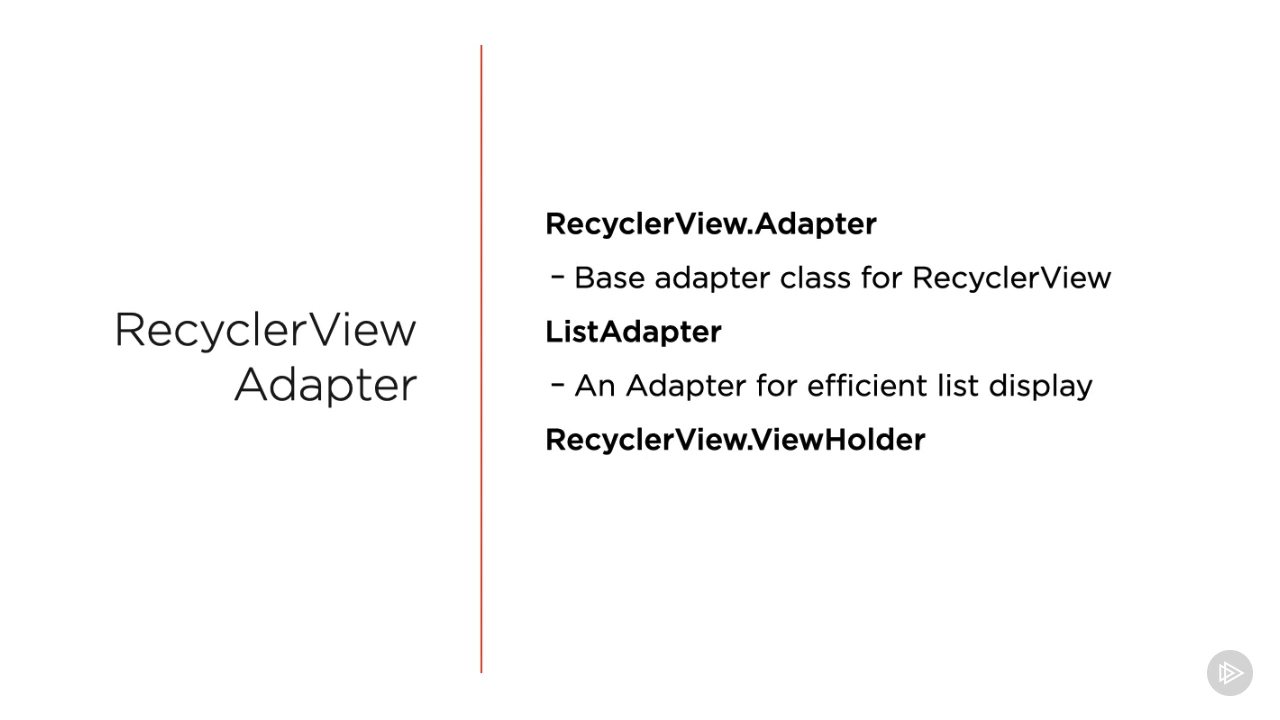 RecyclerView
Adapter
RecyclerView.Adapter
– Base adapter class for RecyclerView
ListAdapter
– An Adapter for efficient list display
RecyclerView.ViewHolder